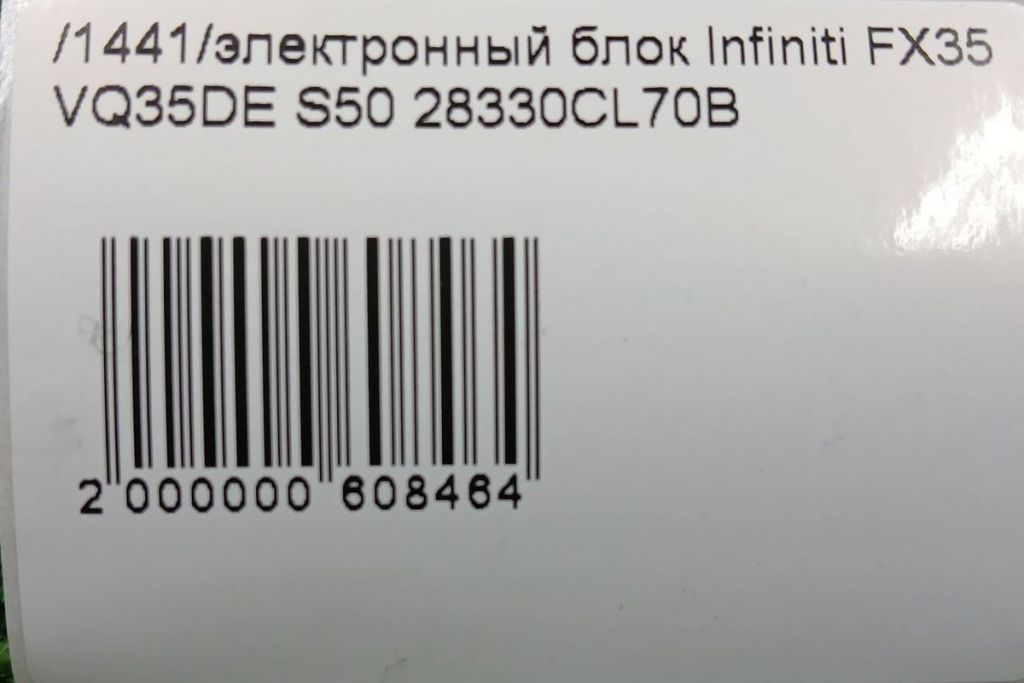 /1441/электронный блок Infiniti FX35
VQ35DE S50 28330CL70B
2 000000 608464